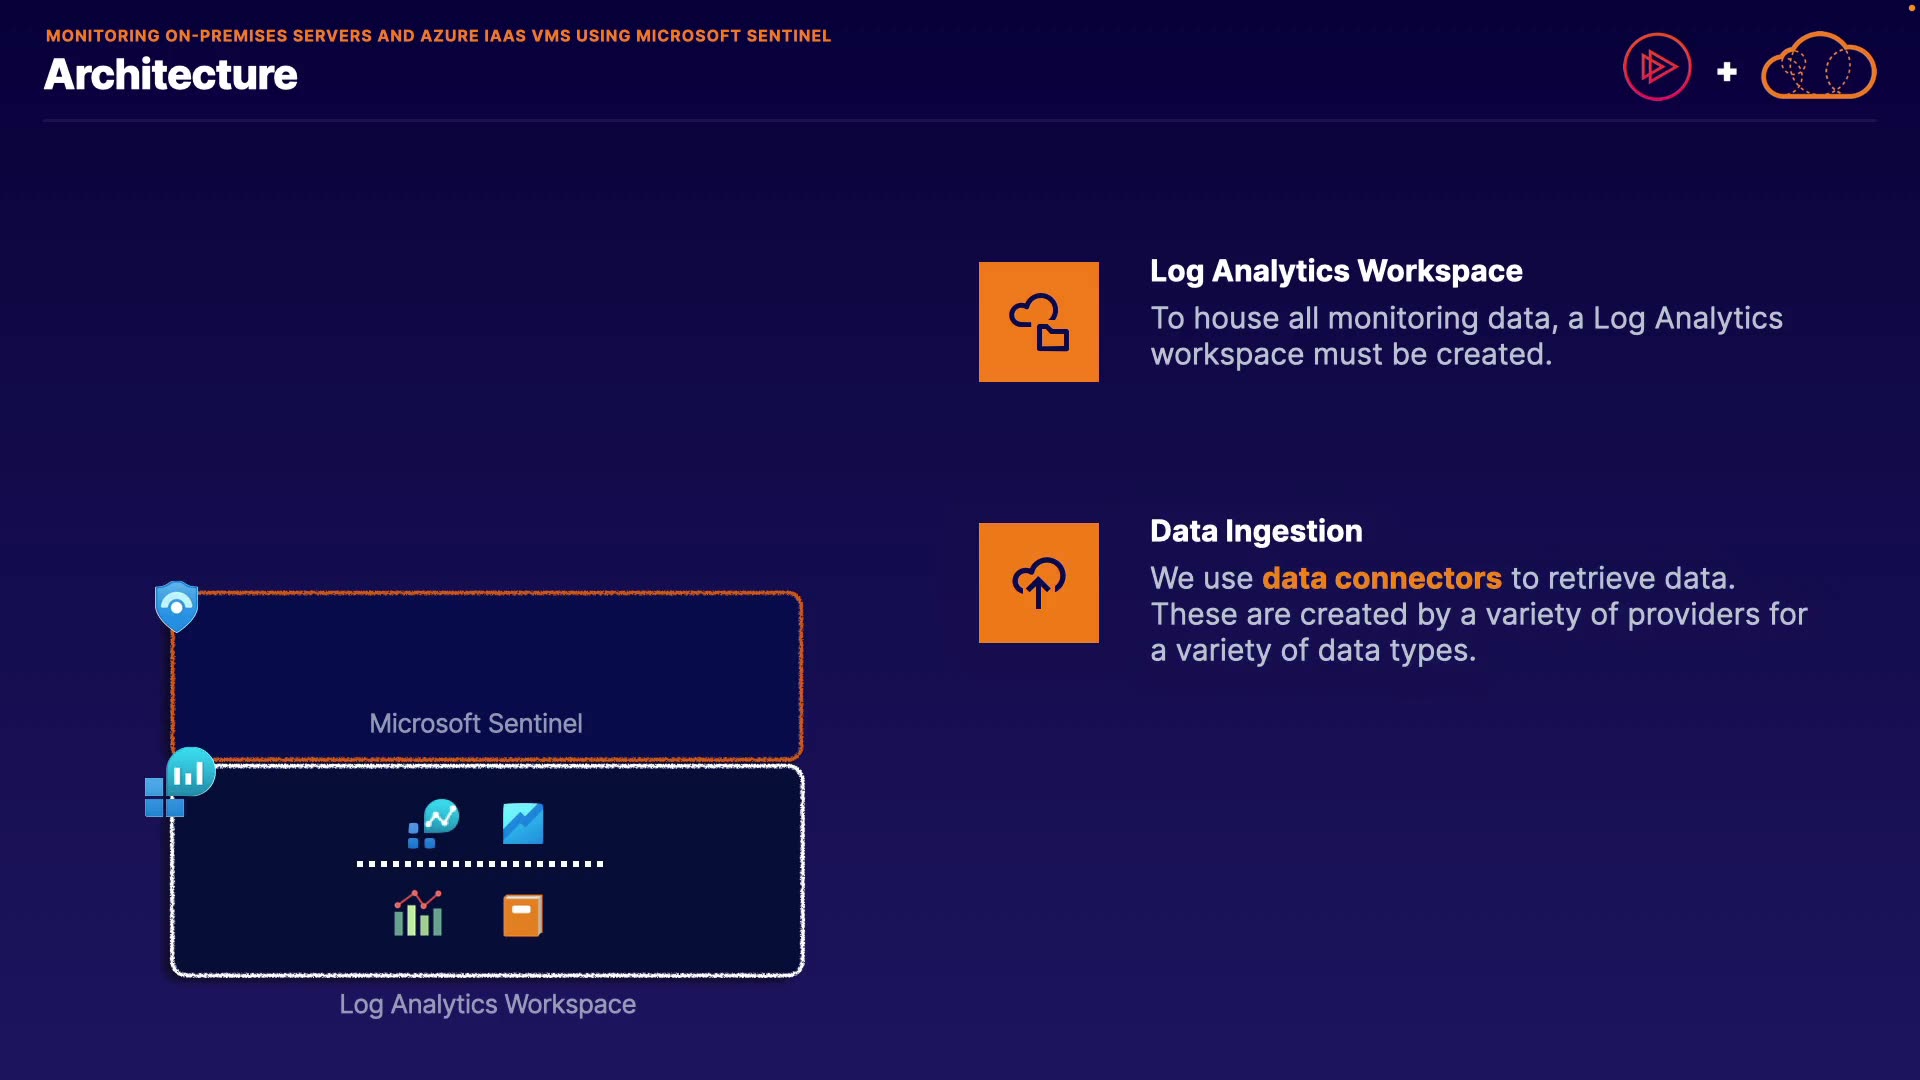 MONITORING ON-PREMISES SERVERS AND AZURE IAAS VMS USING MICROSOFT SENTINEL
Architecture
Log Analytics Workspace
To house all monitoring data, a Log Analytics
workspace must be created.
Data Ingestion
We use data connectors to retrieve data.
These are created by a variety of providers for
a variety of data types.
Microsoft Sentinel
Log Analytics Workspace